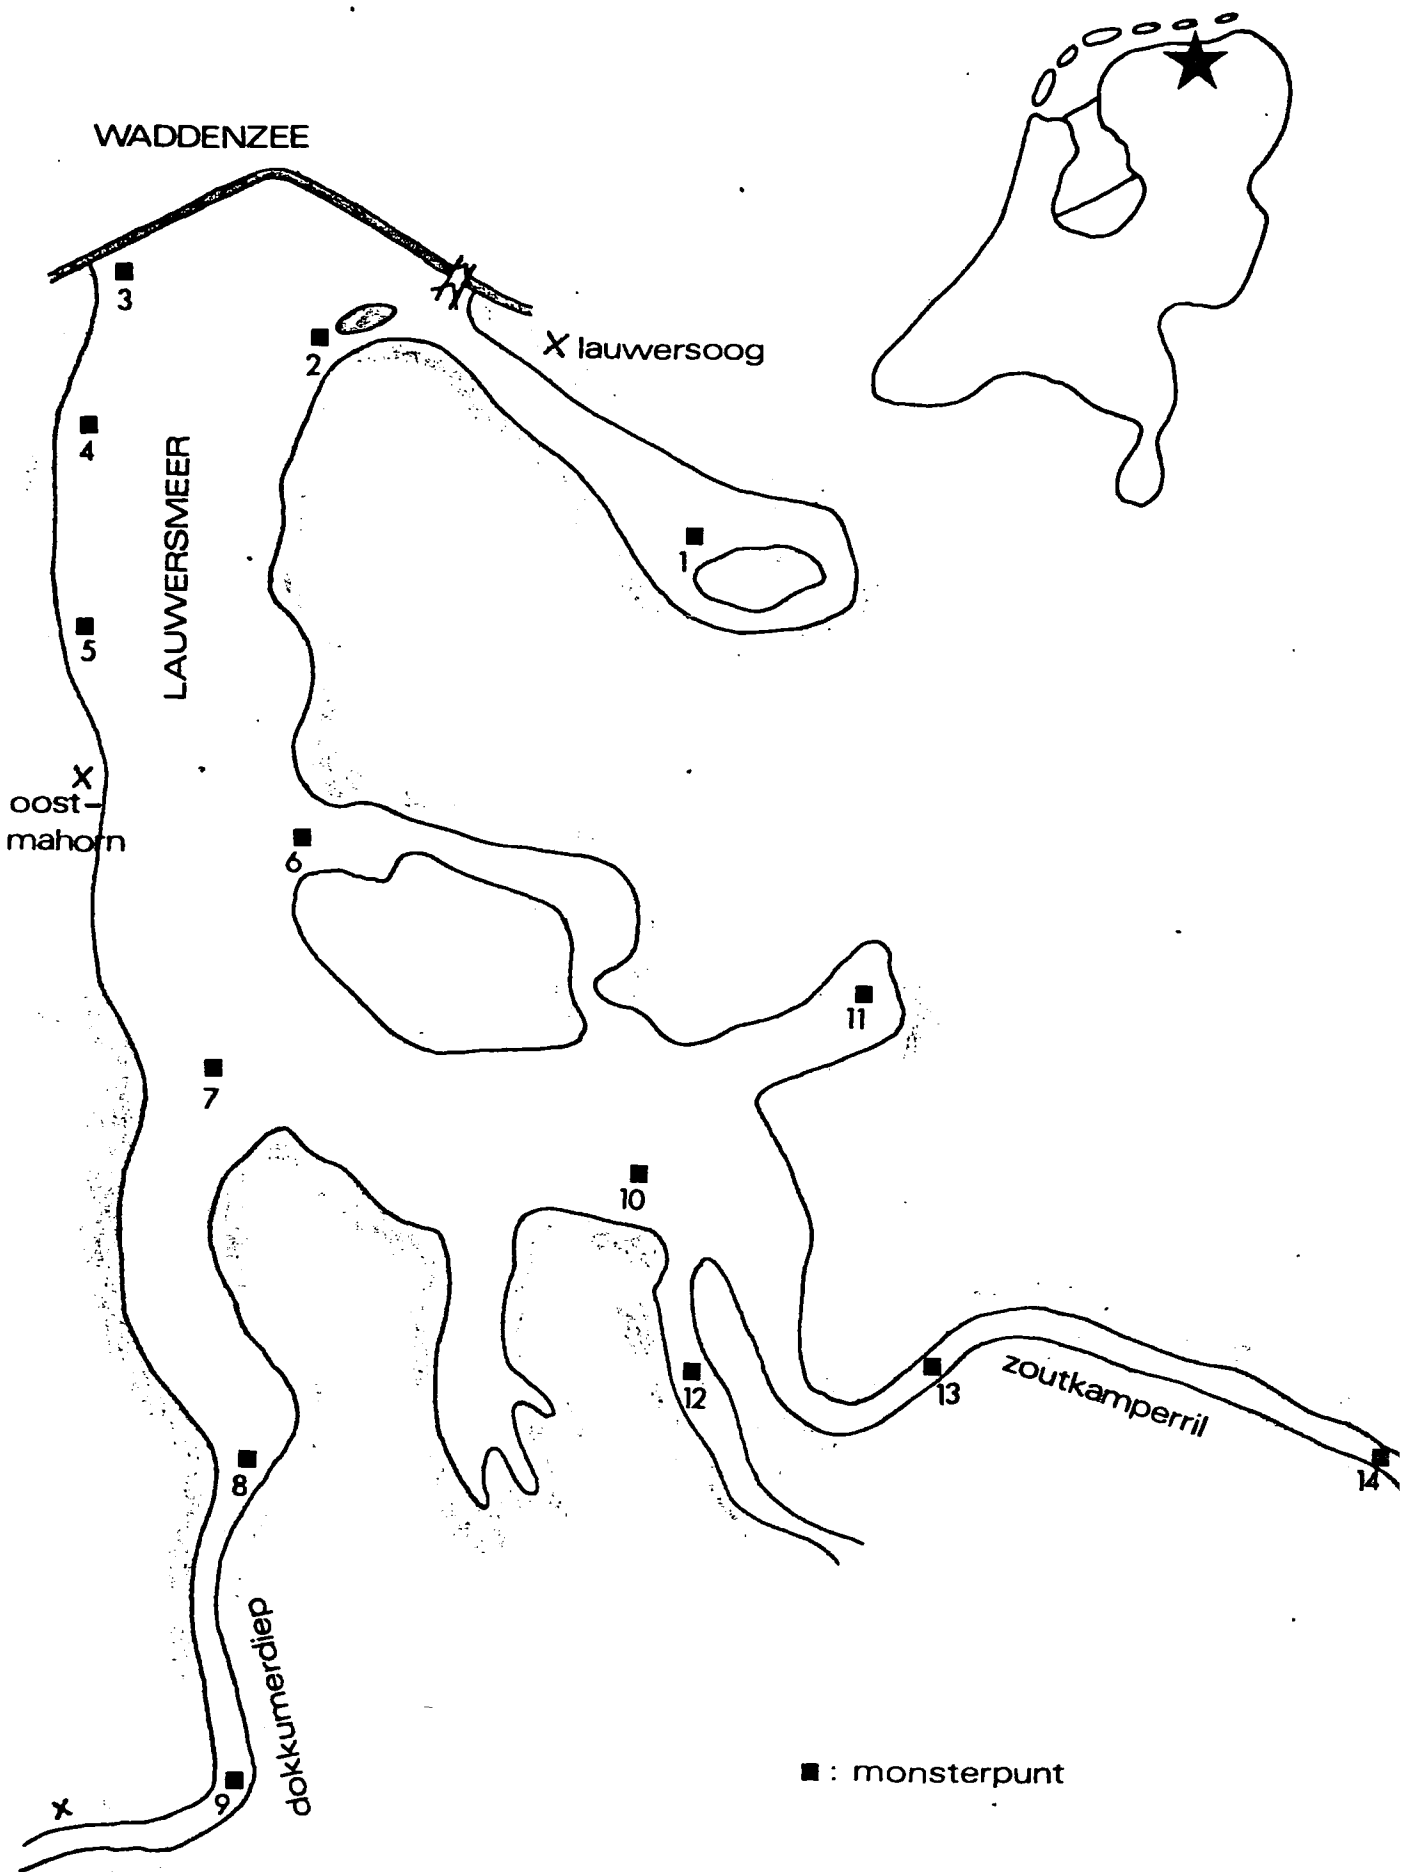 WADDENZEE
3
2
X lauwersoog
4
LAUWERSMEER
1
5
X
oost-
mahorn
6
11
7
10
12
13
zoutkamperril
8
14
dokkumerdiep
■ : monsterpunt
9
x